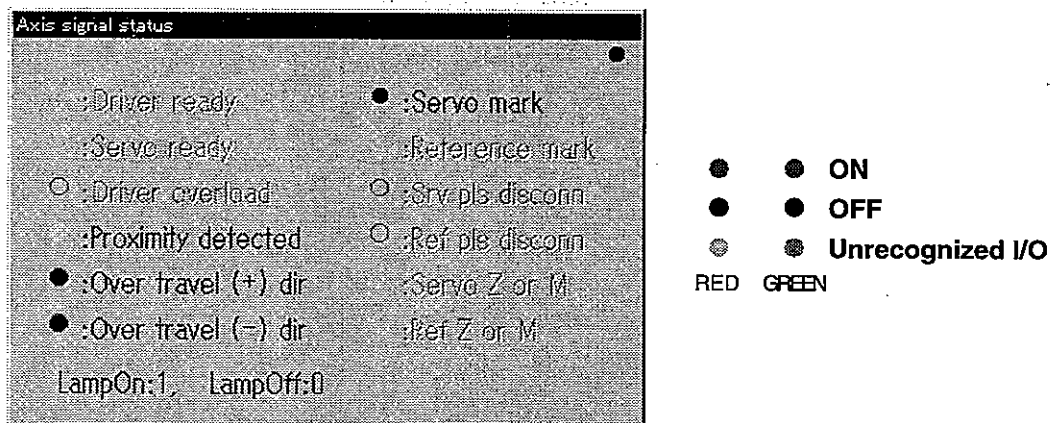 Axis signal status
:Driver ready
:Servo mark
:Servo ready
:Reference mark
:Driver overload
:Srv pls disconn
:Proximity detected
:Ref pls disconn
:Over travel (+) dir
:Servo Z or M
:Over travel (-) dir
:Ref Z or M
LampOn:1, LampOff:0
ON
OFF
Unrecognized I/O
RED GREEN